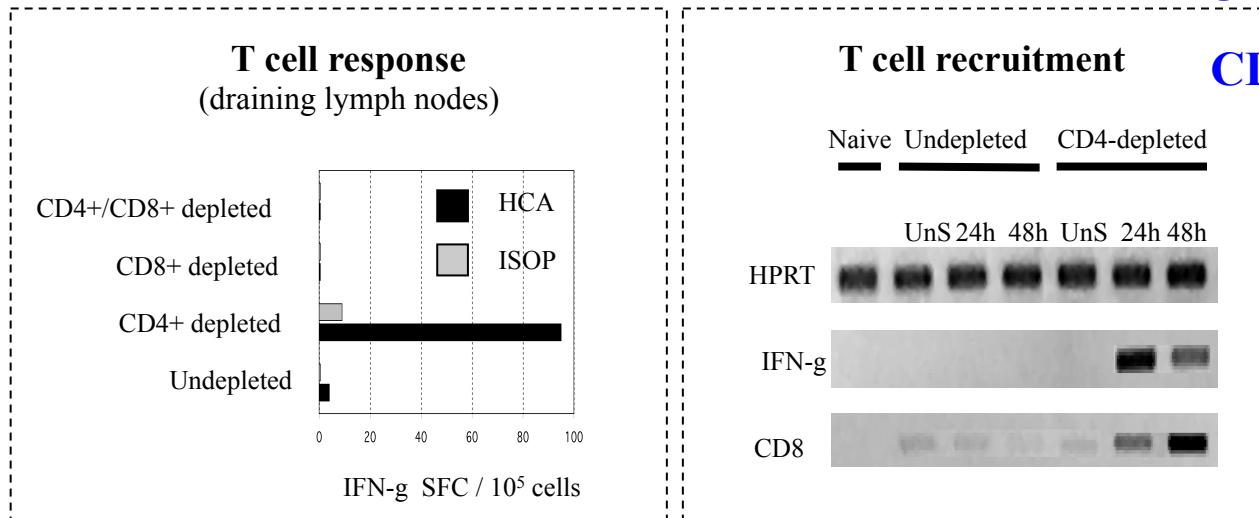 T cell response
(draining lymph nodes)
CD4+/CD8+ depleted
CD8+ depleted
CD4+ depleted
Undepleted
HCA
ISOP
0 20 40 60 80 100
IFN-g SFC / 10⁵ cells
T cell recruitment
Naive Undepleted CD4-depleted
UnS 24h 48h UnS 24h 48h
HPRT
IFN-g
CD8